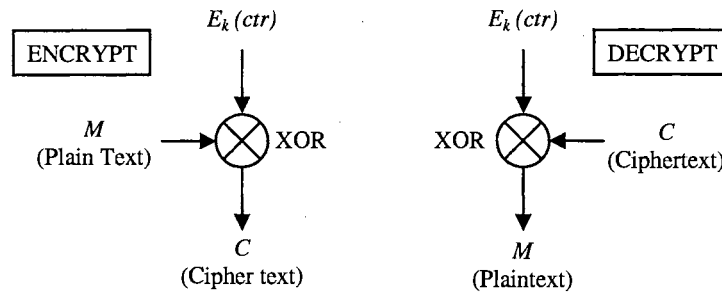 ENCRYPT
E_k (ctr)
M
(Plain Text)
XOR
C
(Cipher text)
E_k (ctr)
DECRYPT
XOR
C
(Ciphertext)
M
(Plaintext)